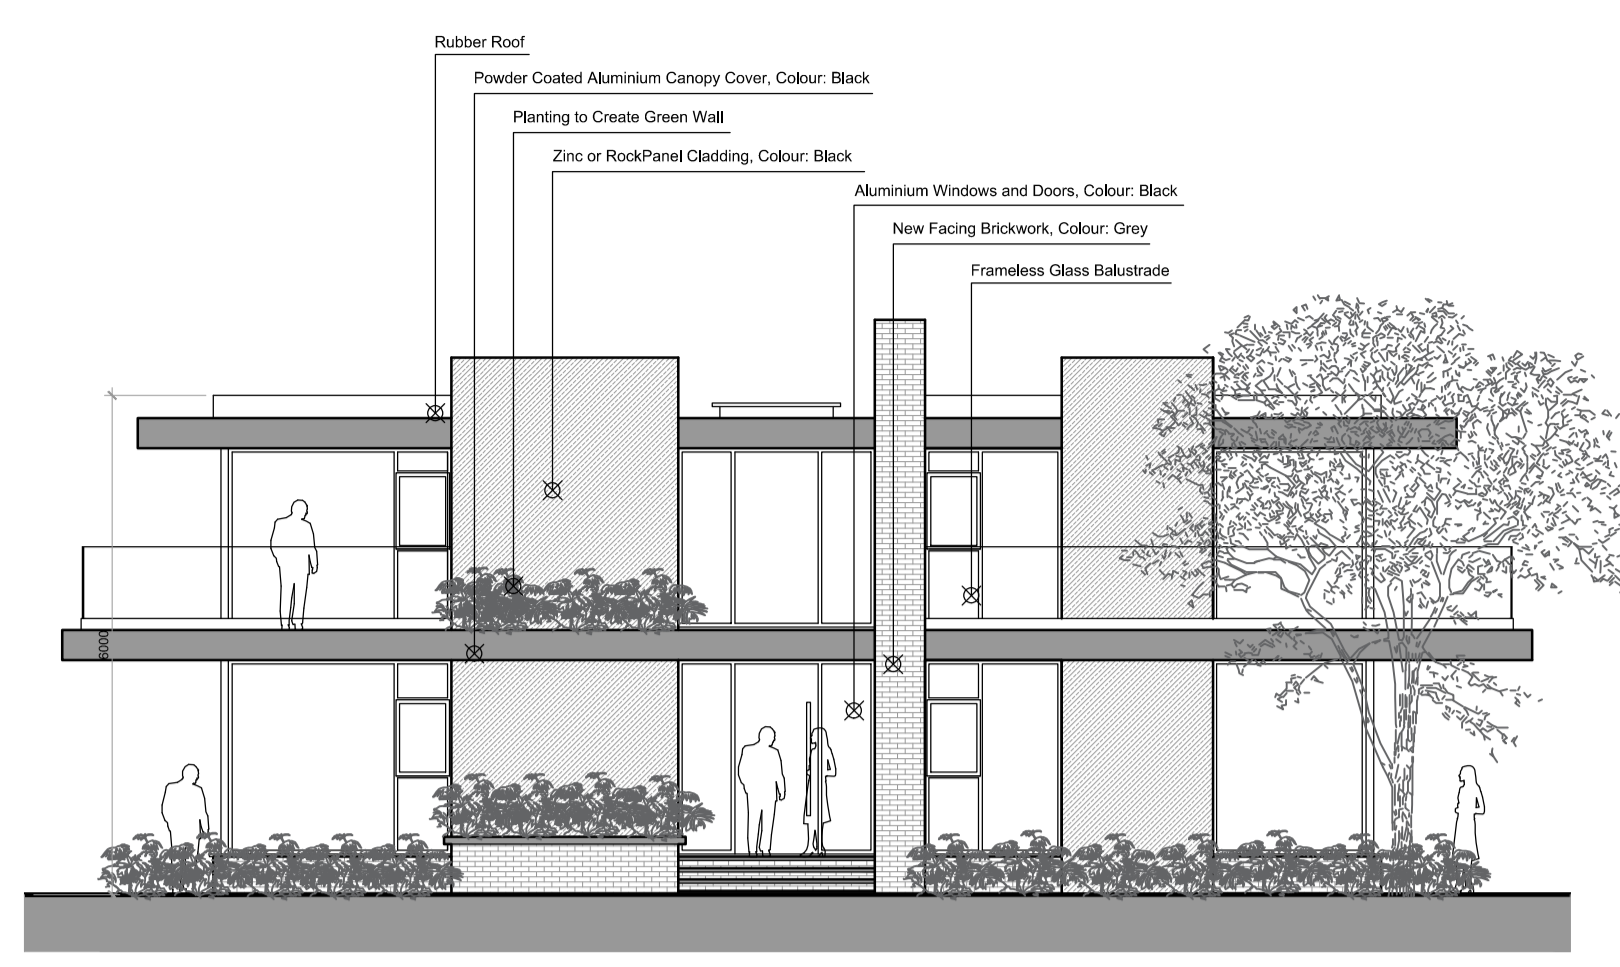 Rubber Roof
Powder Coated Aluminium Canopy Cover, Colour: Black
Planting to Create Green Wall
Zinc or RockPanel Cladding, Colour: Black
Aluminium Windows and Doors, Colour: Black
New Facing Brickwork, Colour: Grey
Frameless Glass Balustrade
6000